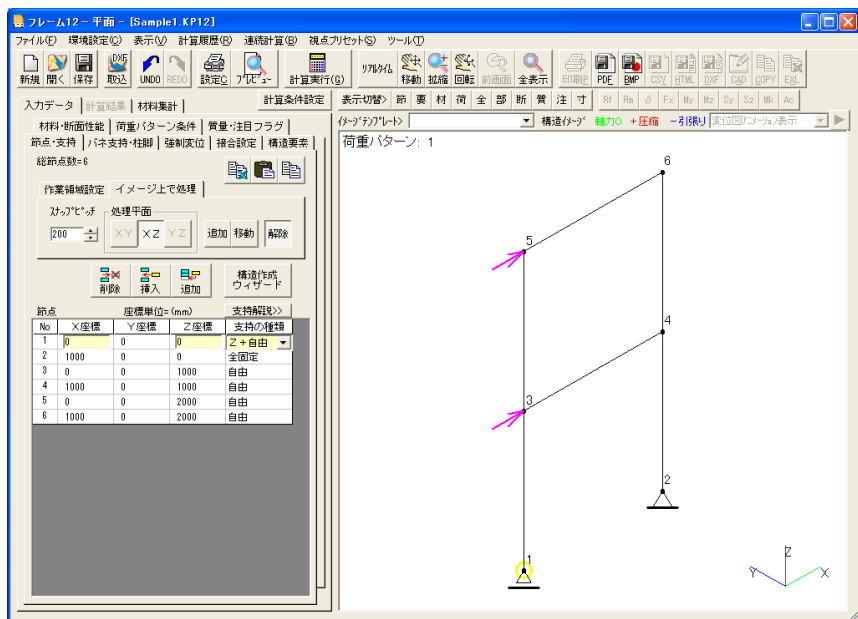 フレーム12－平面 - [Sample1.KP12]
ファイル(F) 環境設定(C) 表示(V) 計算履歴(R) 連続計算(B) 視点プリセット(S) ツール(T)
新規 開く 保存 取込 UNDO REDO 設定C プレビュー 計算実行(G) リアルタイム 移動 拡縮 回転 前画面 全表示 印刷P PDF BMP CSV HTML DXF CAD COPY EXL
入力データ 計算結果 材料集計 計算条件設定
表示切替> 節 要 材 荷 全 部 断 質 注 寸 Rf Rm δ Fx My Mz Sy Sz Mk Ac
イメージテンプレート> 構造イメージ 軸力0 +圧縮 -引張り 変位図アニメーション表示
材料・断面性能 荷重パターン条件 質量・注目フラグ
節点・支持 バネ支持・柱脚 強制変位 接合設定 構造要素
総節点数=6
作業領域設定 イメージ上で処理
スナップピッチ 処理平面
200 XY XZ YZ 追加 移動 解除
削除 挿入 追加 構造作成
ウィザード
節点 座標単位=(mm) 支持解説>>
No X座標 Y座標 Z座標 支持の種類
1 0 0 0 Z+自由
2 1000 0 0 全固定
3 0 0 1000 自由
4 1000 0 1000 自由
5 0 0 2000 自由
6 1000 0 2000 自由
荷重パターン: 1
6
5
4
3
2
1
Z
Y X